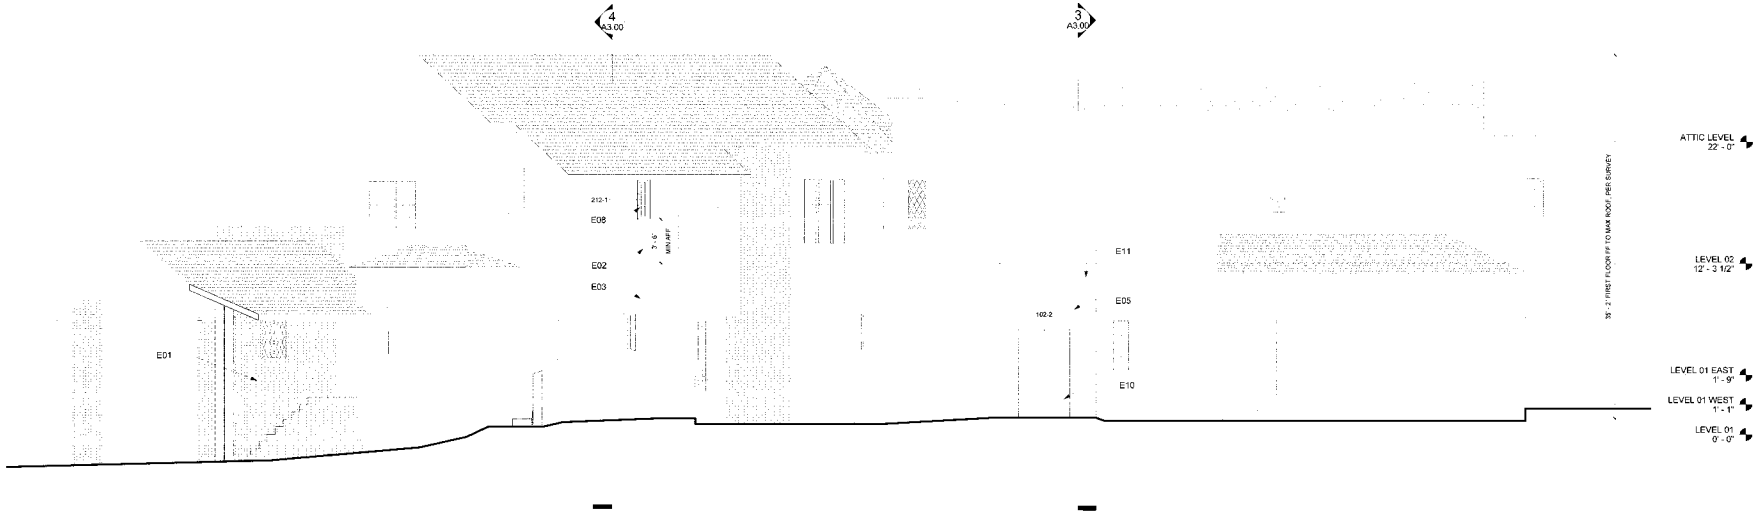 4
A3.00
3
A3.00
ATTIC LEVEL
22' - 0"
35' - 2" FIRST FLOOR FF TO MAX ROOF, PER SURVEY
212-1
E08
3' - 6"
MIN AFF
E02
E03
E11
LEVEL 02
12' - 3 1/2"
E05
102-2
E01
E10
LEVEL 01 EAST
1' - 9"
LEVEL 01 WEST
1' - 1"
LEVEL 01
0' - 0"